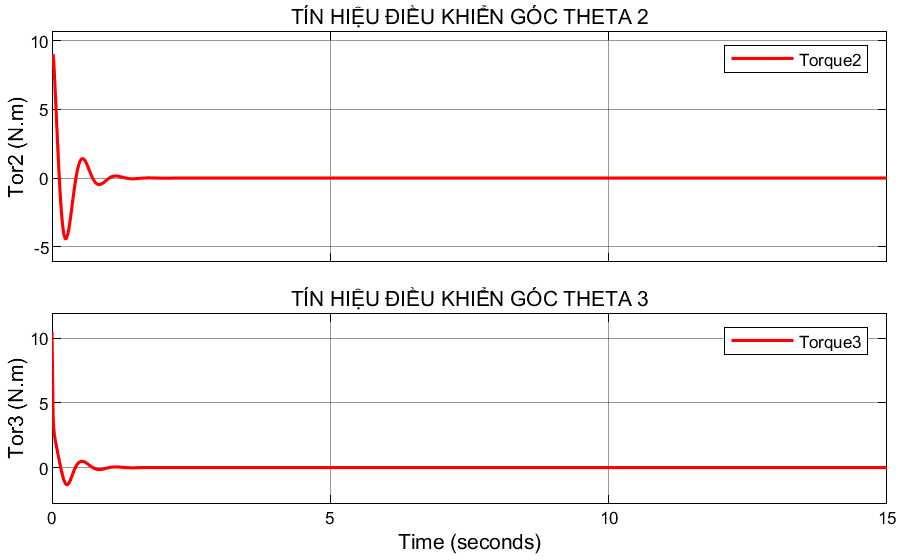 TÍN HIỆU ĐIỀU KHIỂN GÓC THETA 2
10
5
0
-5
Tor2 (N.m)
Torque2
TÍN HIỆU ĐIỀU KHIỂN GÓC THETA 3
10
5
0
Tor3 (N.m)
Torque3
0 5 10 15
Time (seconds)